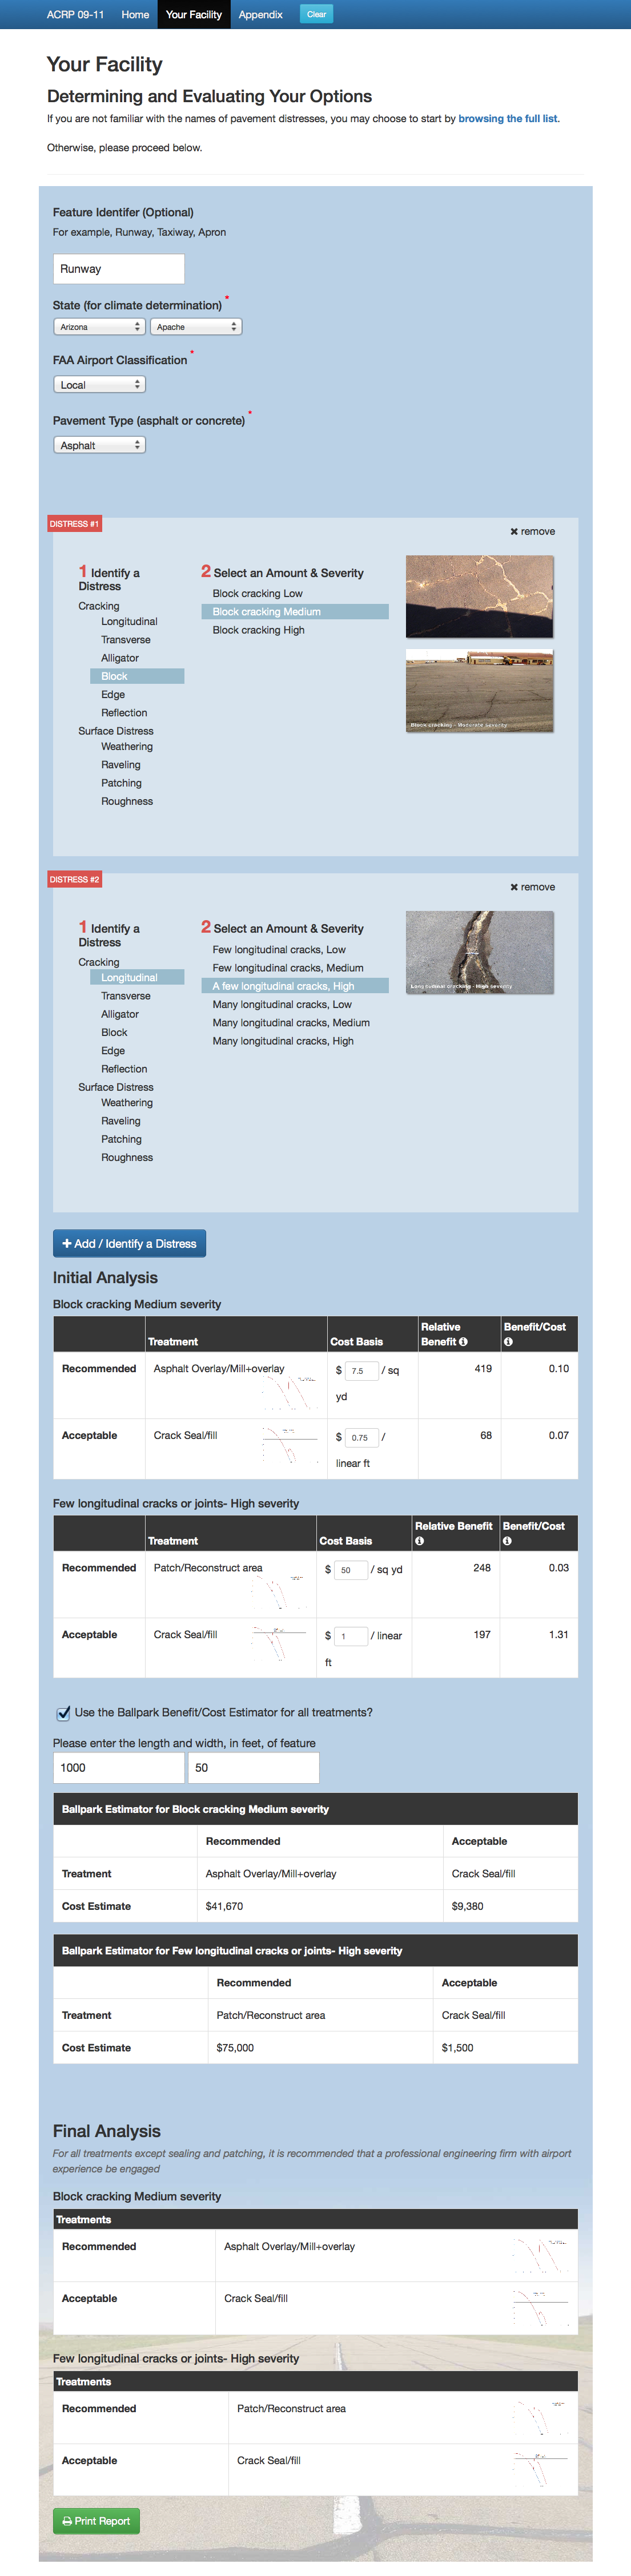 ACRP 09-11 Home Your Facility Appendix Clear
Your Facility
Determining and Evaluating Your Options
If you are not familiar with the names of pavement distresses, you may choose to start by browsing the full list.
Otherwise, please proceed below.
Feature Identifer (Optional)
For example, Runway, Taxiway, Apron
Runway
State (for climate determination) *
Arizona Apache
FAA Airport Classification *
Local
Pavement Type (asphalt or concrete) *
Asphalt
DISTRESS #1
✖ remove
1 Identify a Distress
Cracking
Longitudinal
Transverse
Alligator
Block
Edge
Reflection
Surface Distress
Weathering
Raveling
Patching
Roughness
2 Select an Amount & Severity
Block cracking Low
Block cracking Medium
Block cracking High
Block cracking - Moderate severity
DISTRESS #2
✖ remove
1 Identify a Distress
Cracking
Longitudinal
Transverse
Alligator
Block
Edge
Reflection
Surface Distress
Weathering
Raveling
Patching
Roughness
2 Select an Amount & Severity
Few longitudinal cracks, Low
Few longitudinal cracks, Medium
A few longitudinal cracks, High
Many longitudinal cracks, Low
Many longitudinal cracks, Medium
Many longitudinal cracks, High
Longitudinal cracking - High severity
+ Add / Identify a Distress
Initial Analysis
Block cracking Medium severity
Treatment Cost Basis Relative Benefit Benefit/Cost
Recommended Asphalt Overlay/Mill+overlay $ 7.5 / sq yd 419 0.10
Acceptable Crack Seal/fill $ 0.75 / linear ft 68 0.07
Few longitudinal cracks or joints- High severity
Treatment Cost Basis Relative Benefit Benefit/Cost
Recommended Patch/Reconstruct area $ 50 / sq yd 248 0.03
Acceptable Crack Seal/fill $ 1 / linear ft 197 1.31
Use the Ballpark Benefit/Cost Estimator for all treatments?
Please enter the length and width, in feet, of feature
1000 50
Ballpark Estimator for Block cracking Medium severity
Recommended Acceptable
Treatment Asphalt Overlay/Mill+overlay Crack Seal/fill
Cost Estimate $41,670 $9,380
Ballpark Estimator for Few longitudinal cracks or joints- High severity
Recommended Acceptable
Treatment Patch/Reconstruct area Crack Seal/fill
Cost Estimate $75,000 $1,500
Final Analysis
For all treatments except sealing and patching, it is recommended that a professional engineering firm with airport
experience be engaged
Block cracking Medium severity
Treatments
Recommended Asphalt Overlay/Mill+overlay
Acceptable Crack Seal/fill
Few longitudinal cracks or joints- High severity
Treatments
Recommended Patch/Reconstruct area
Acceptable Crack Seal/fill
Print Report